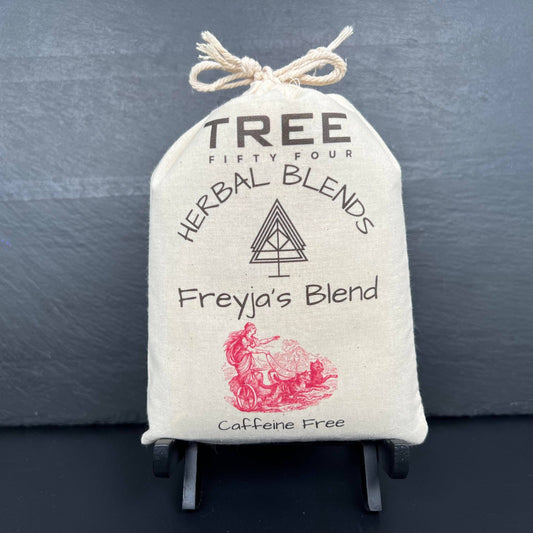 TREE
FIFTY FOUR
HERBAL BLENDS
Freyja's Blend
Caffeine Free